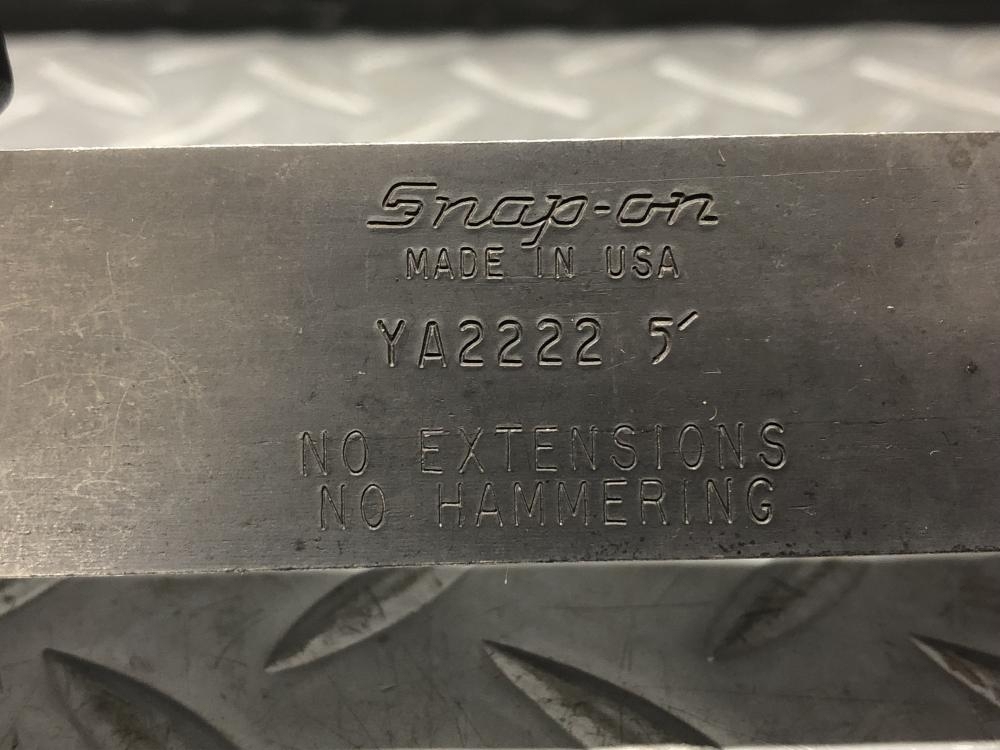 Snap-on
MADE IN USA
YA2222 5′
NO EXTENSIONS
NO HAMMERING